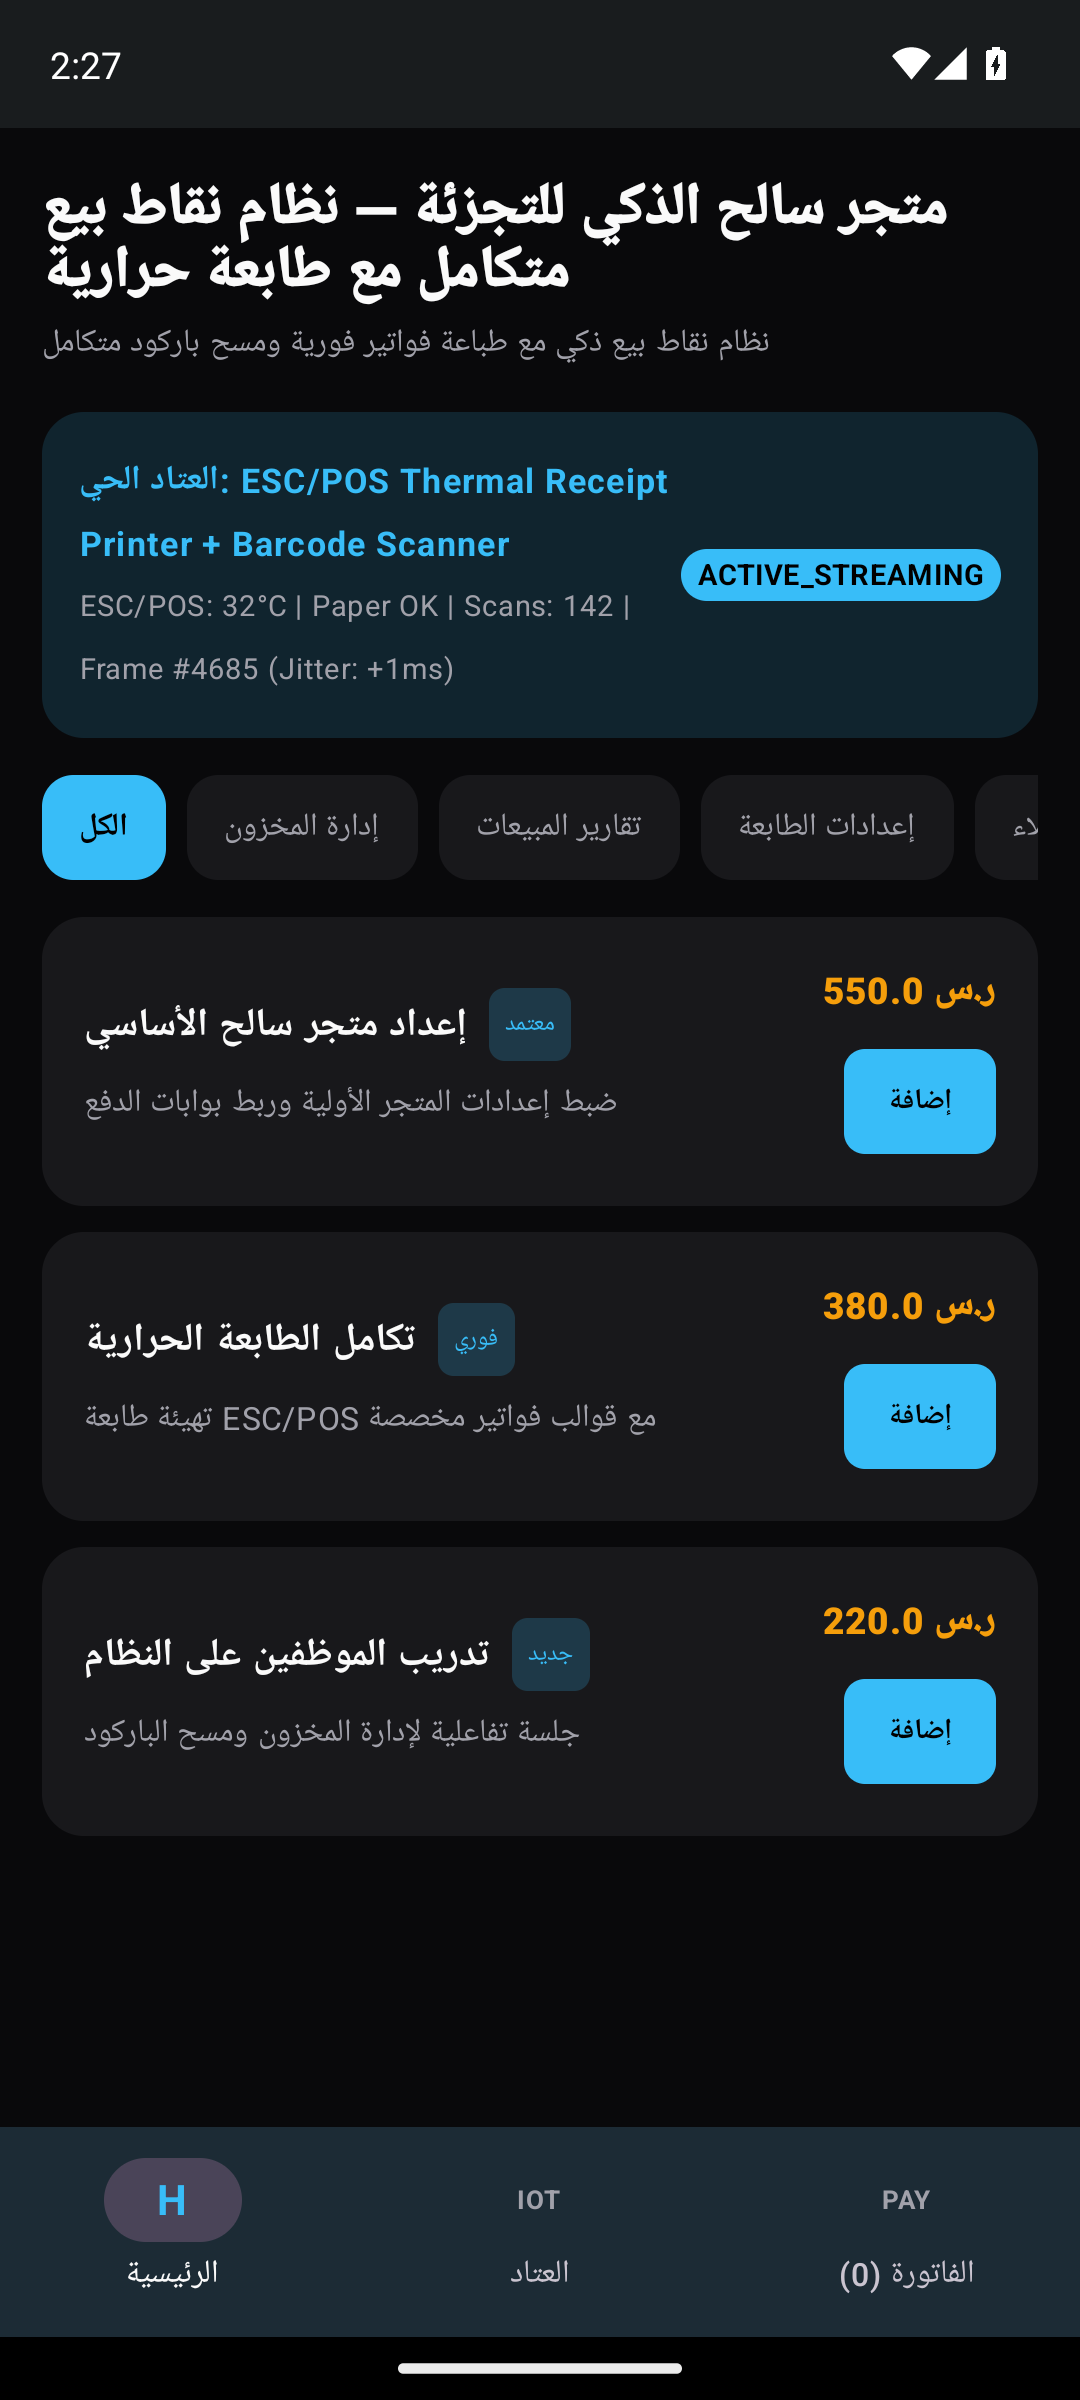 2:27
متجر سالح الذكي للتجزئة — نظام نقاط بيع
متكامل مع طابعة حرارية
نظام نقاط بيع ذكي مع طباعة فواتير فورية ومسح باركود متكامل
العتاد الحي: ESC/POS Thermal Receipt
Printer + Barcode Scanner
ESC/POS: 32°C | Paper OK | Scans: 142 |
Frame #4685 (Jitter: +1ms)
ACTIVE_STREAMING
الكل
إدارة المخزون
تقارير المبيعات
إعدادات الطابعة
إعداد متجر سالح الأساسي
معتمد
ضبط إعدادات المتجر الأولية وربط بوابات الدفع
550.0 ر.س
إضافة
تكامل الطابعة الحرارية
فوري
تهيئة طابعة ESC/POS مع قوالب فواتير مخصصة
380.0 ر.س
إضافة
تدريب الموظفين على النظام
جديد
جلسة تفاعلية لإدارة المخزون ومسح الباركود
220.0 ر.س
إضافة
H
الرئيسية
IOT
العتاد
PAY
الفاتورة (0)